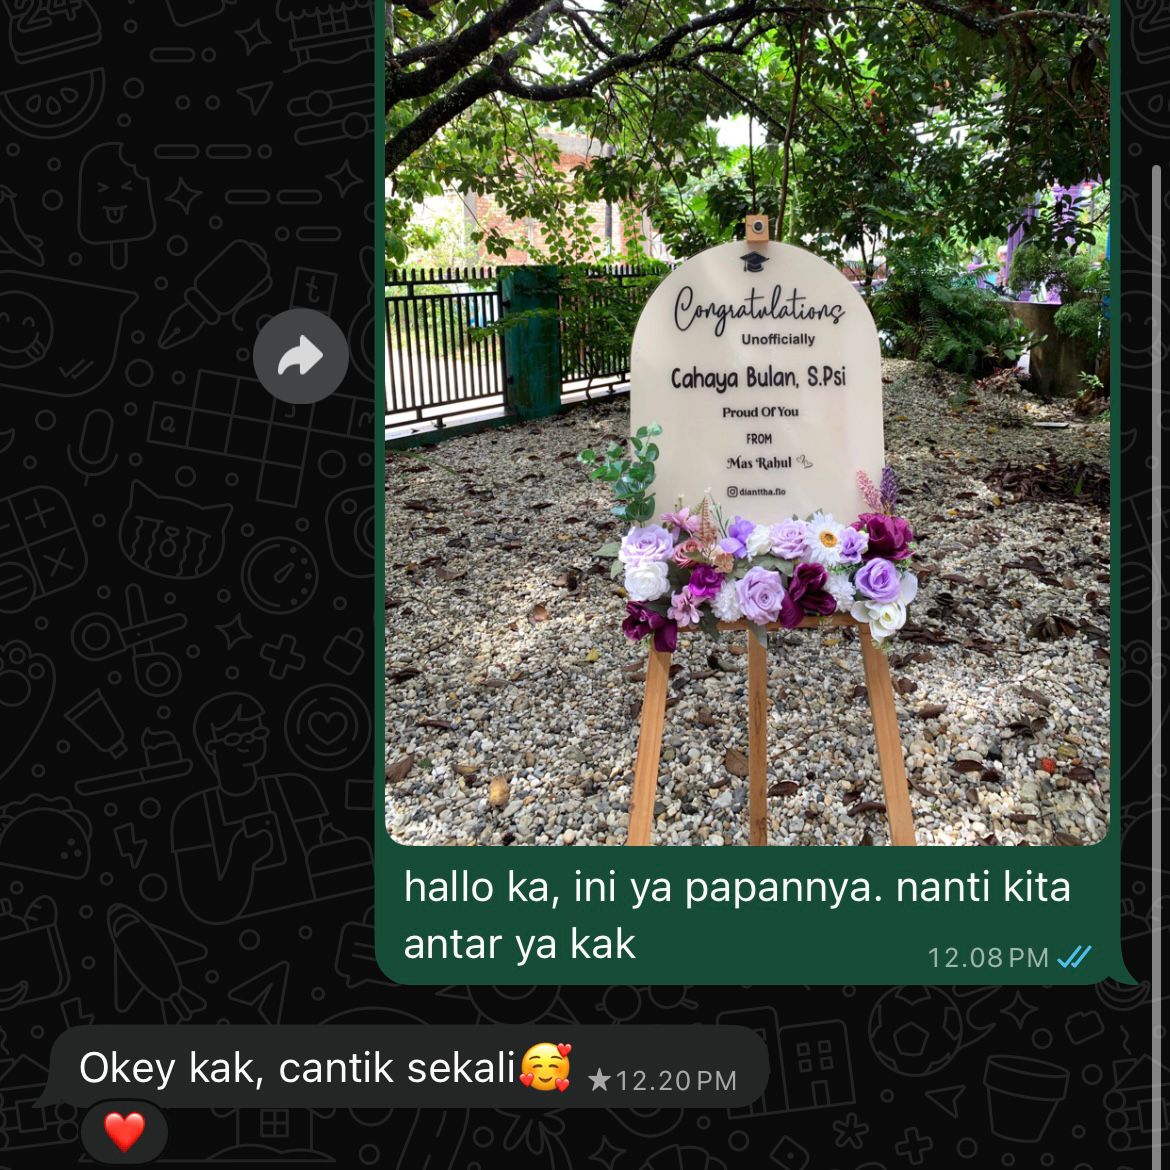 Congratulations
Unofficially
Cahaya Bulan, S.Psi
Proud Of You
FROM
Mas Rahul
dianttha.flo
hallo ka, ini ya papannya. nanti kita
antar ya kak
12.08 PM
Okey kak, cantik sekali🥰
★12.20 PM
❤️